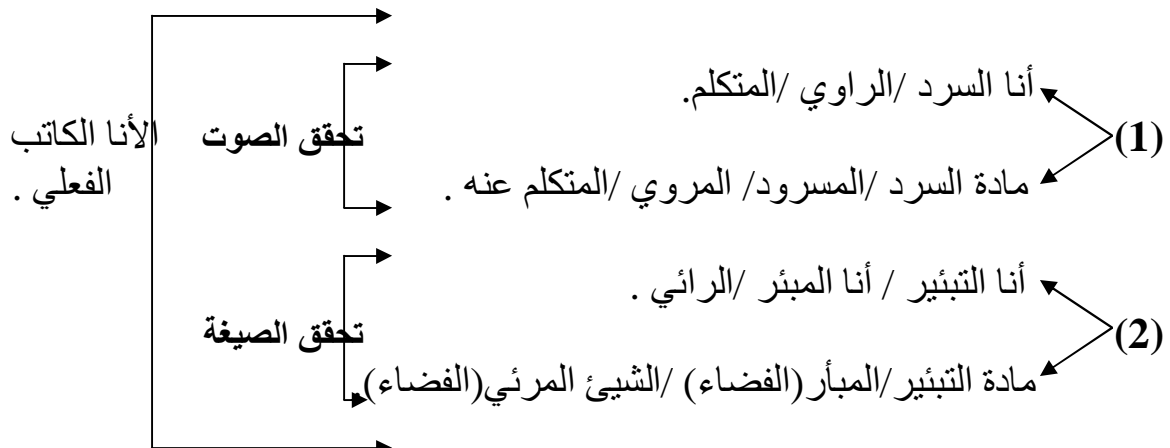 أنا السرد /الراوي /المتكلم.
(1)
تحقق الصوت
الأنا الكاتب
الفعلي .
مادة السرد /المسرود/ المروي /المتكلم عنه .
أنا التبئير / أنا المبئر /الرائي .
(2)
تحقق الصيغة
مادة التبئير/المبأر(الفضاء) /الشيئ المرئي(الفضاء).